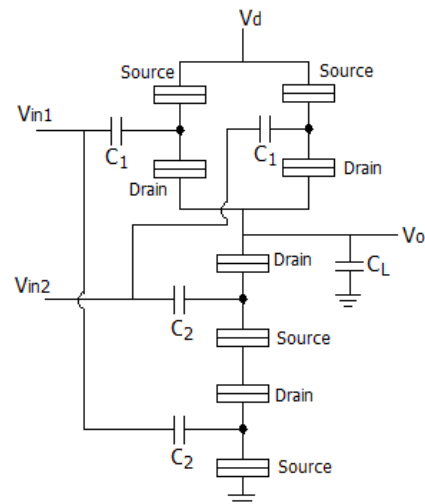 Vd
Source
Source
Vin1
C1
C1
Drain
Drain
Vo
Drain
CL
Vin2
C2
Source
Drain
C2
Source